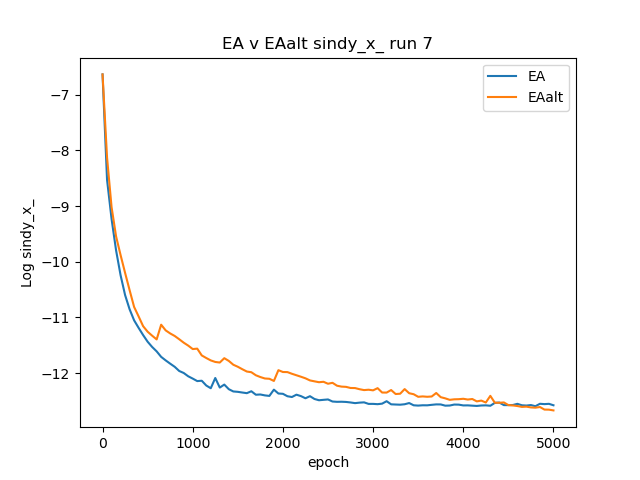 EA v EAalt sindy_x_ run 7
EA
EAalt
Log sindy_x_
−7
−8
−9
−10
−11
−12
0 1000 2000 3000 4000 5000
epoch